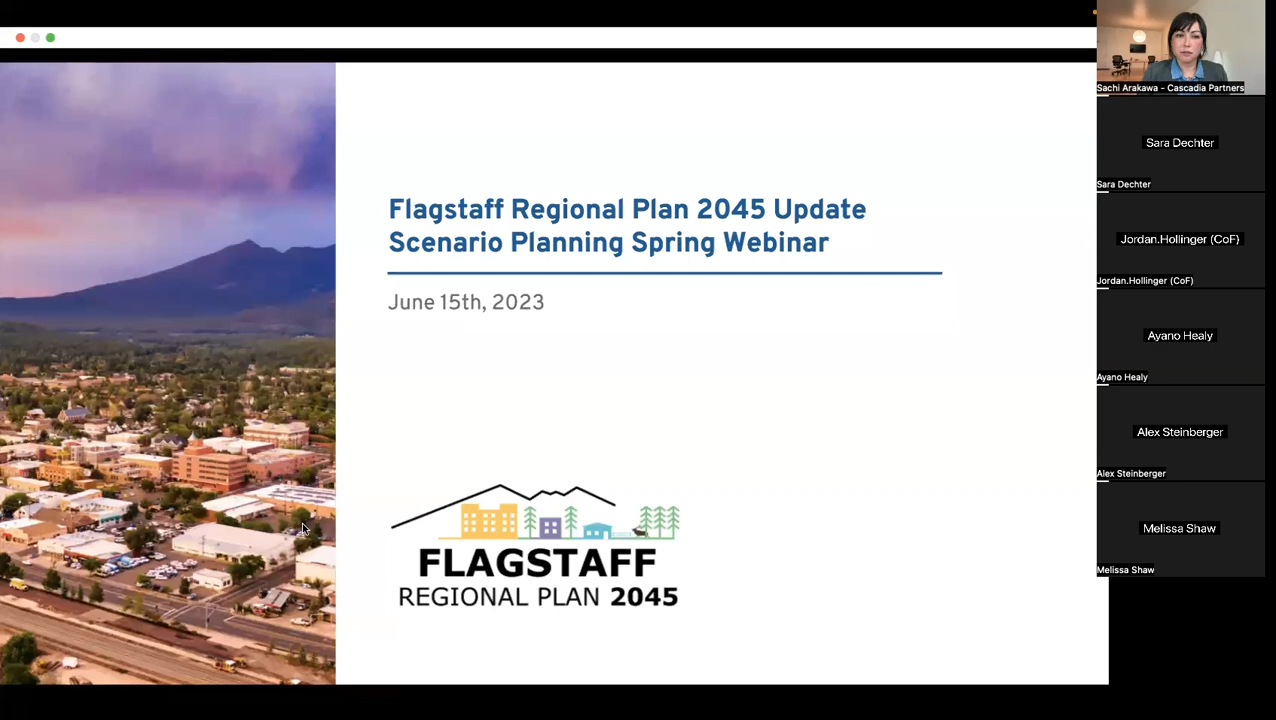 Flagstaff Regional Plan 2045 Update
Scenario Planning Spring Webinar
June 15th, 2023
FLAGSTAFF
REGIONAL PLAN 2045
Sachi Arakawa - Cascadia Partners
Sara Dechter
Sara Dechter
Jordan.Hollinger (CoF)
Jordan.Hollinger (CoF)
Ayano Healy
Ayano Healy
Alex Steinberger
Alex Steinberger
Melissa Shaw
Melissa Shaw